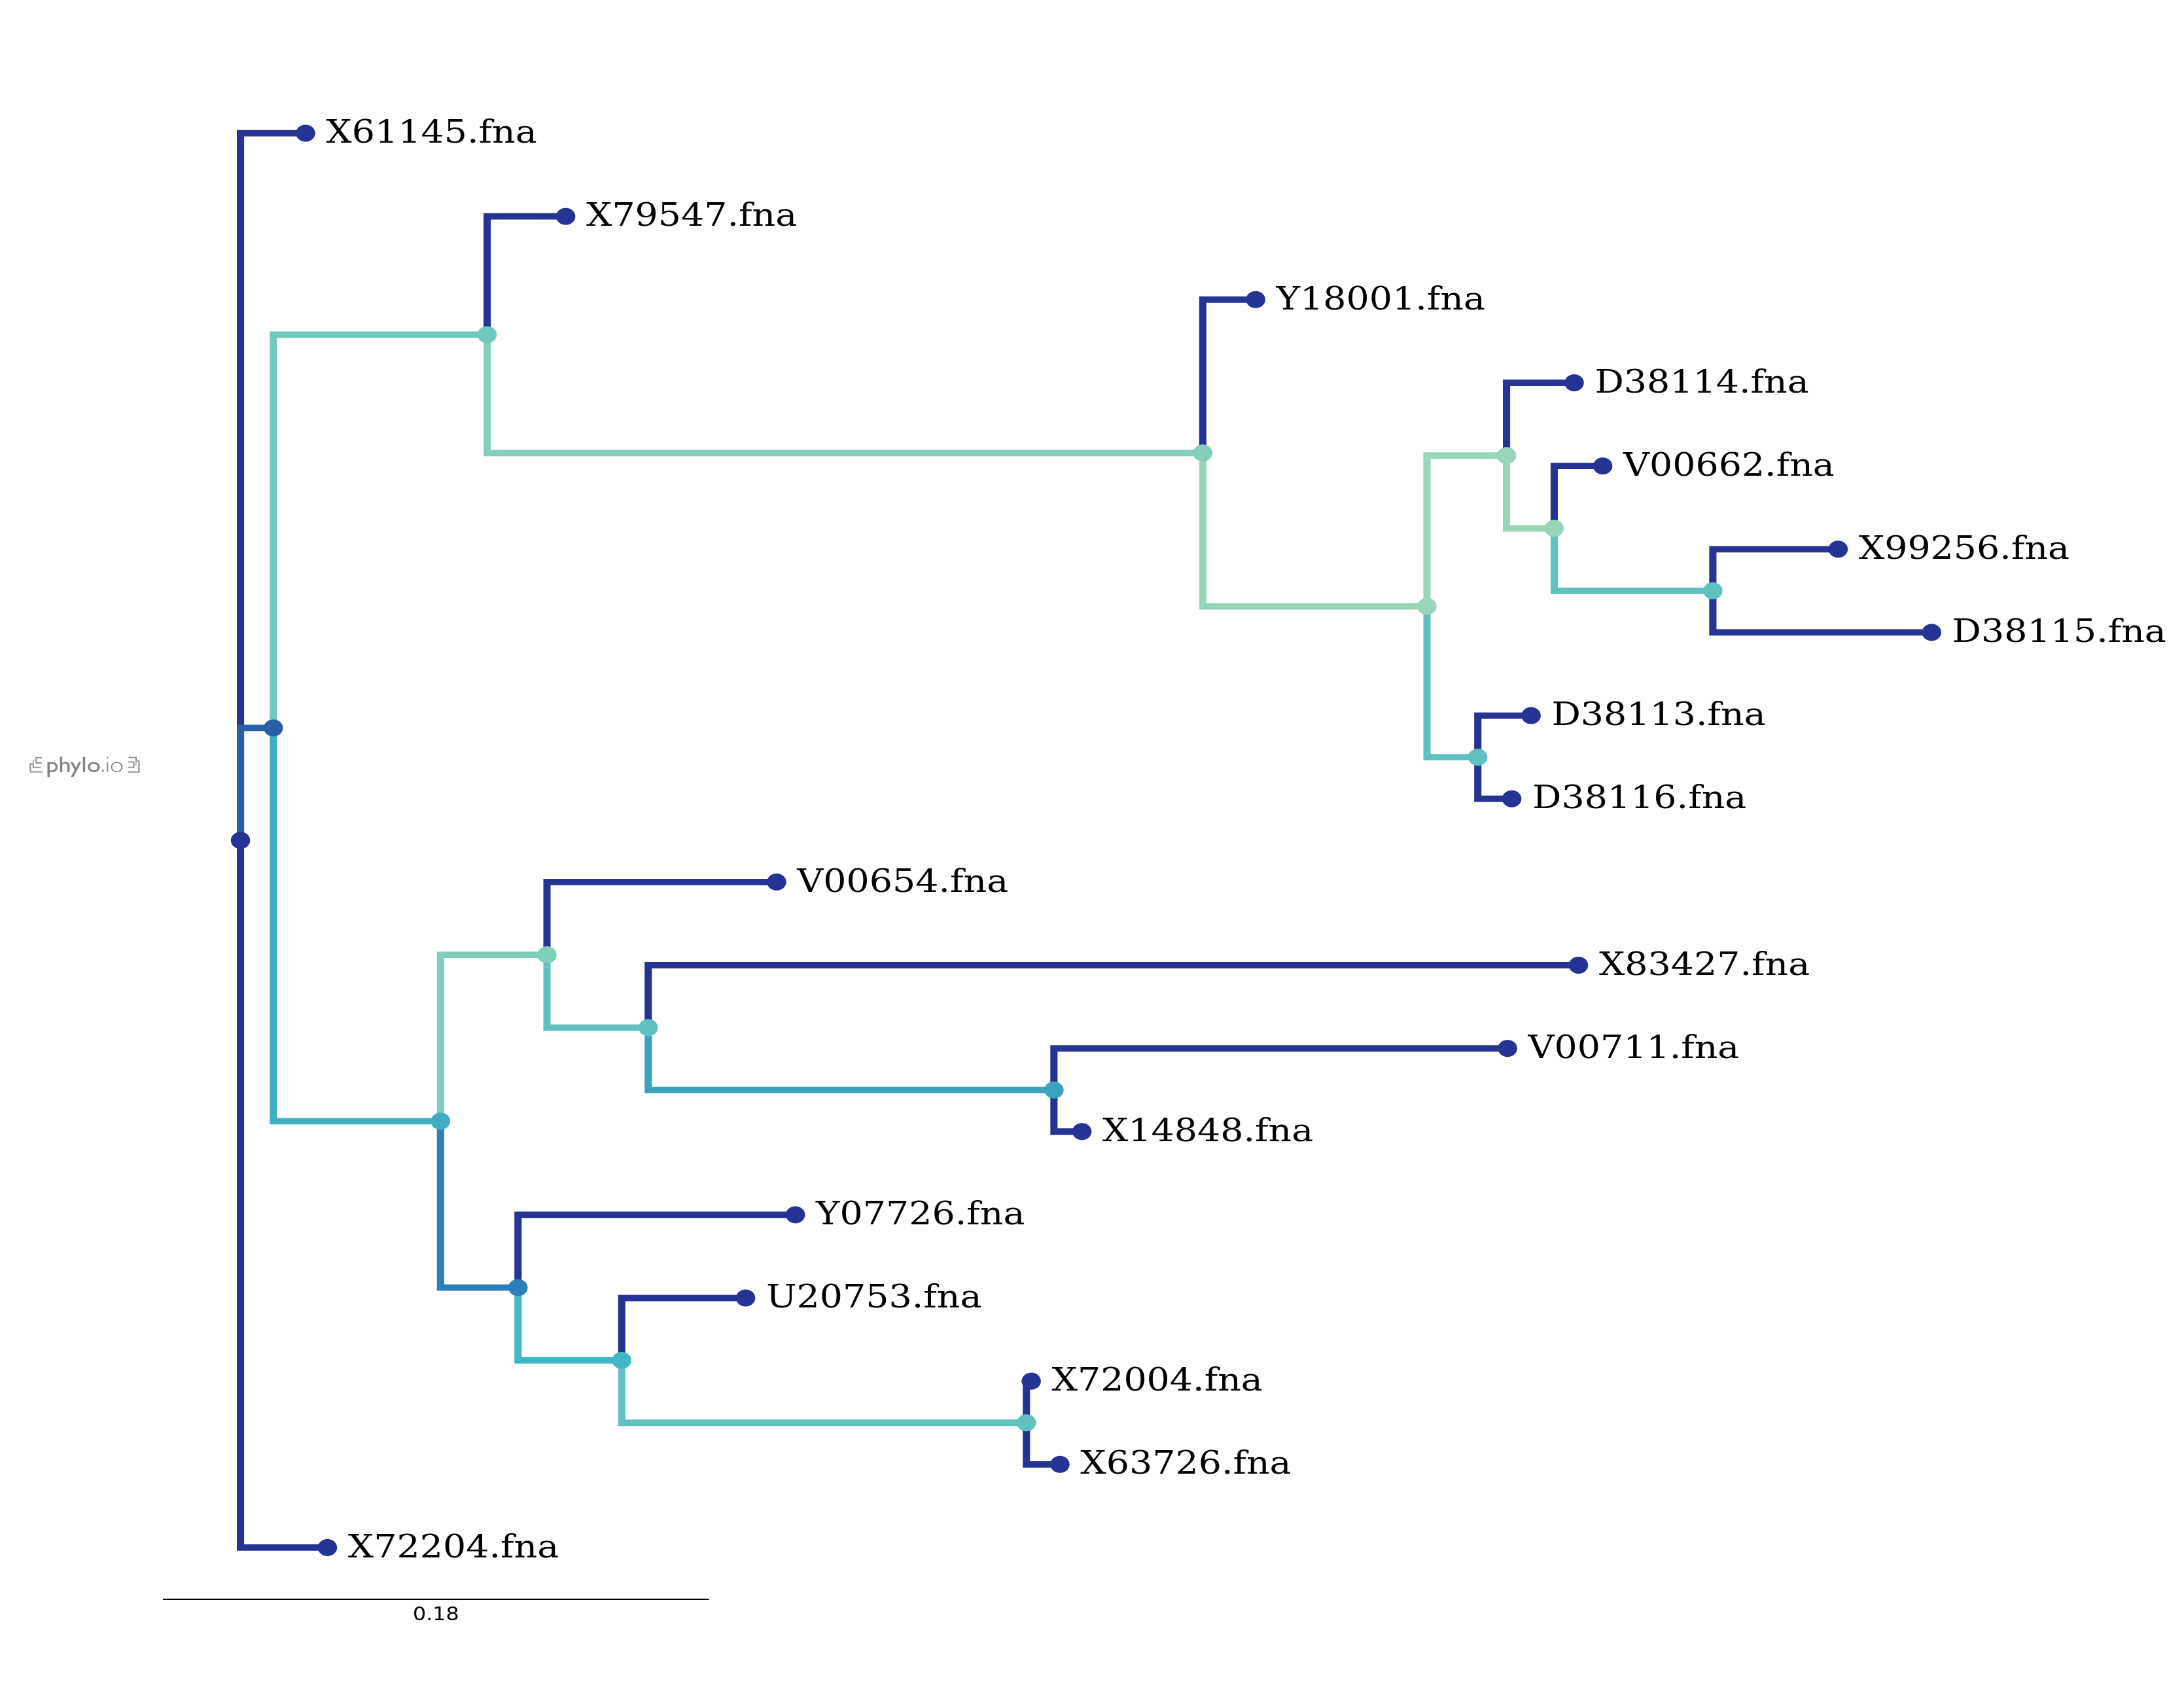 X61145.fna
X79547.fna
Y18001.fna
D38114.fna
V00662.fna
X99256.fna
D38115.fna
D38113.fna
phylo.io
D38116.fna
V00654.fna
X83427.fna
V00711.fna
X14848.fna
Y07726.fna
U20753.fna
X72004.fna
X63726.fna
X72204.fna
0.18